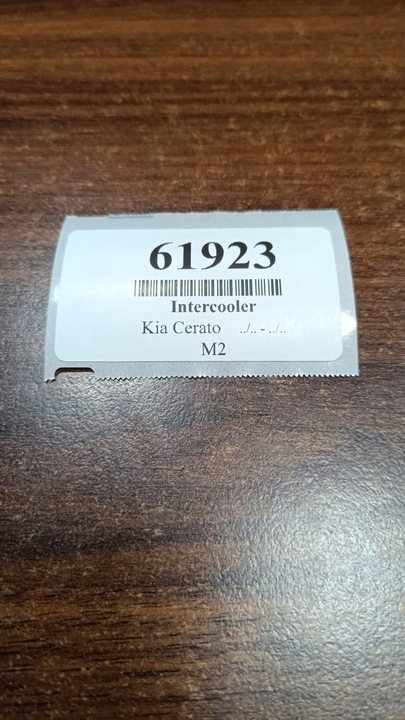 61923
Intercooler
Kia Cerato ../.. - ../..
M2